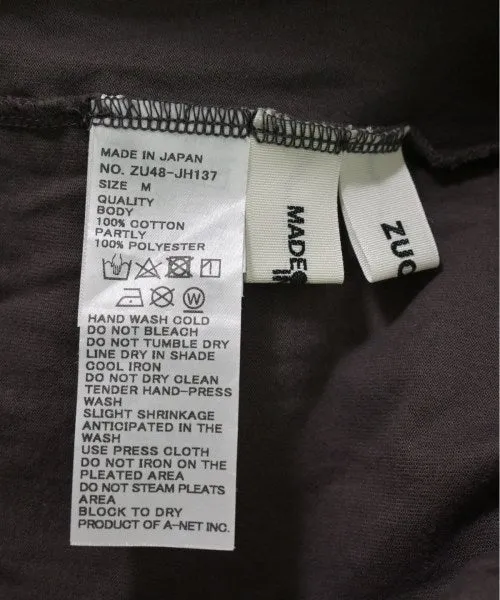 MADE IN JAPAN
NO. ZU48-JH137
SIZE M
QUALITY
BODY
100% COTTON
PARTLY
100% POLYESTER
W
HAND WASH COLD
DO NOT BLEACH
DO NOT TUMBLE DRY
LINE DRY IN SHADE
COOL IRON
DO NOT DRY CLEAN
TENDER HAND-PRESS
WASH
SLIGHT SHRINKAGE
ANTICIPATED IN THE
WASH
USE PRESS CLOTH
DO NOT IRON ON THE
PLEATED AREA
DO NOT STEAM PLEATS
AREA
BLOCK TO DRY
PRODUCT OF A-NET INC.
MADE
IN
ZUC